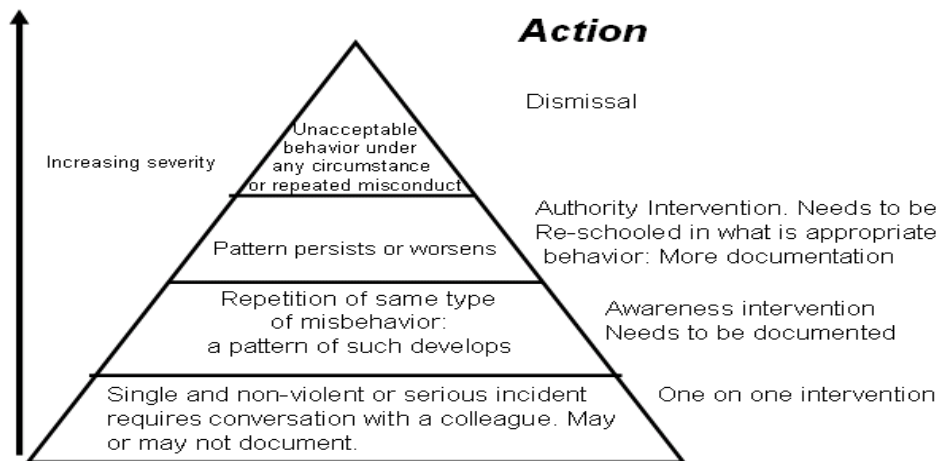 Action
Dismissal
Unacceptable
behavior under
any circumstance
or repeated misconduct
Increasing severity
Authority Intervention. Needs to be
Re-schooled in what is appropriate
behavior: More documentation
Pattern persists or worsens
Repetition of same type
of misbehavior:
a pattern of such develops
Awareness intervention
Needs to be documented
Single and non-violent or serious incident
requires conversation with a colleague. May
or may not document.
One on one intervention